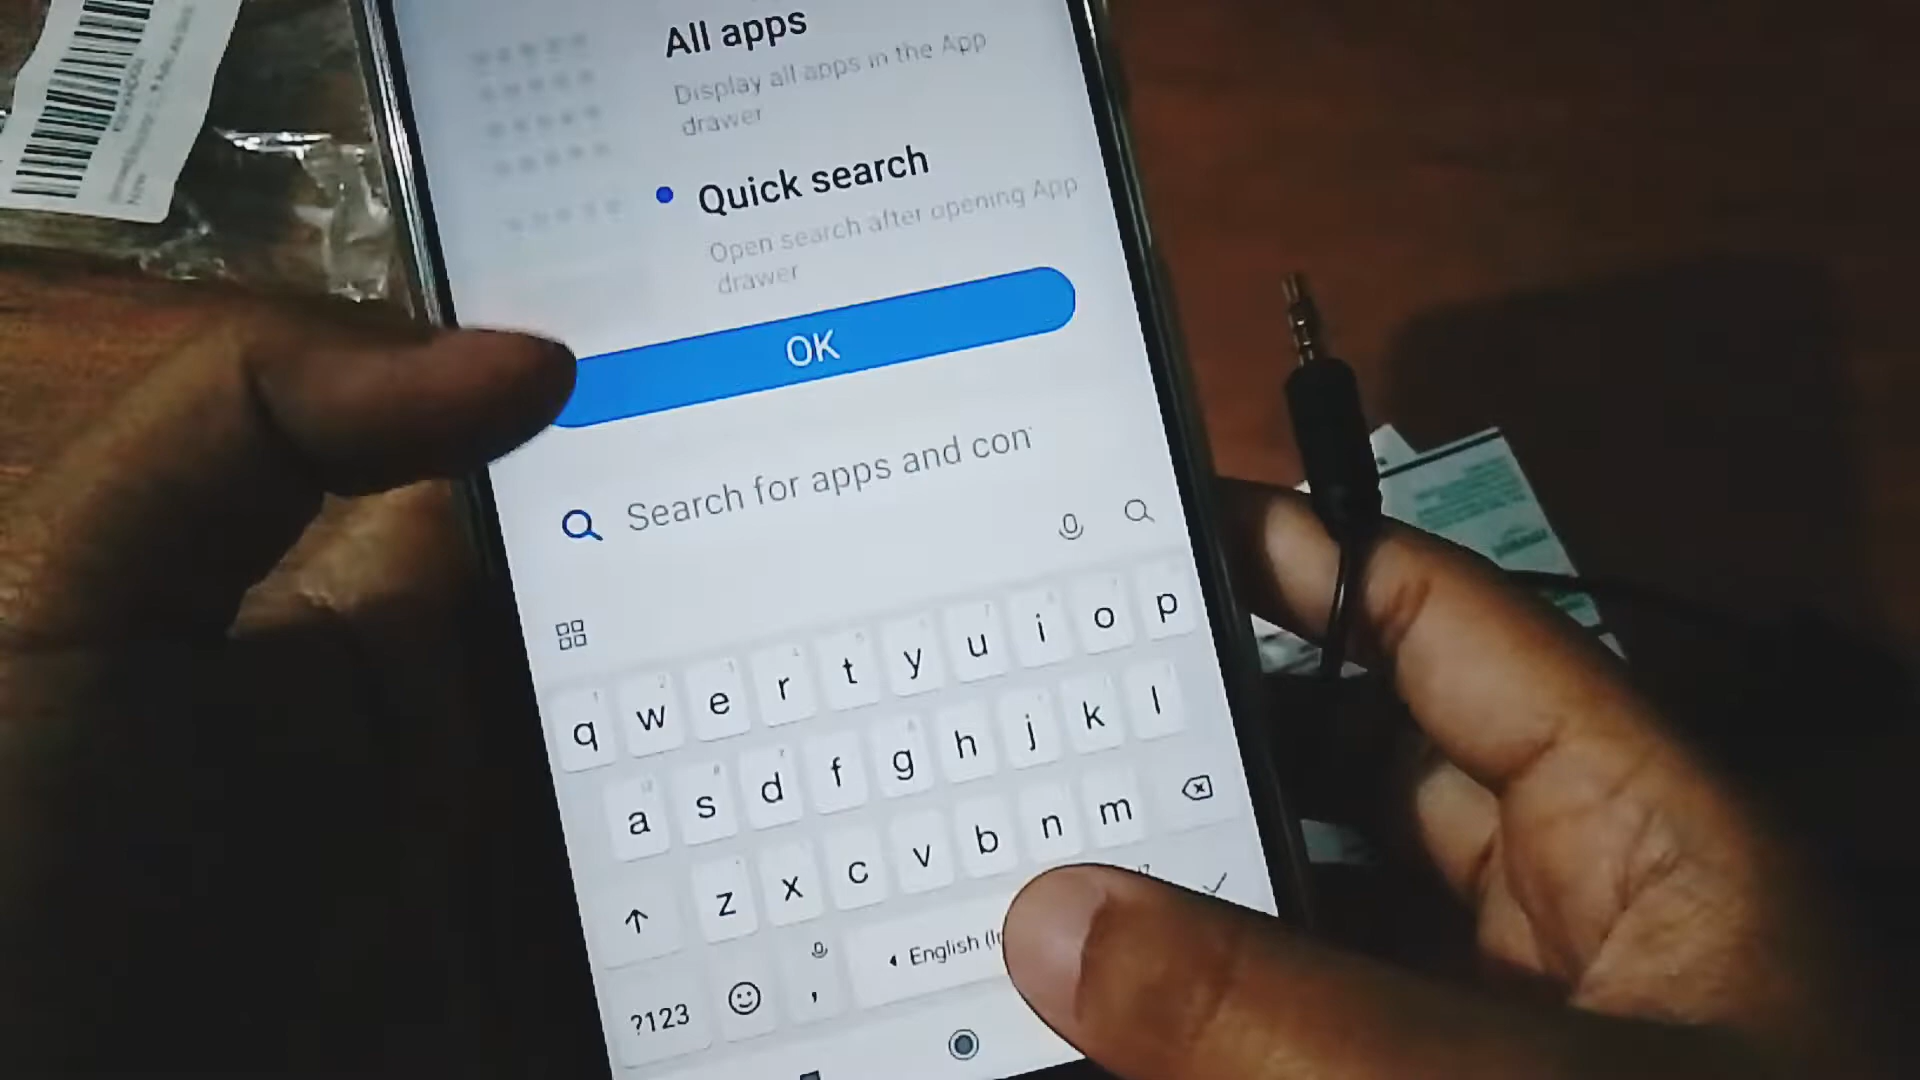 All apps
Display all apps in the App
drawer
Quick search
Open search after opening App
drawer
OK
Search for apps and con
q w e r t y u i o p
a s d f g h j k l
z x c v b n m
?123 , English (